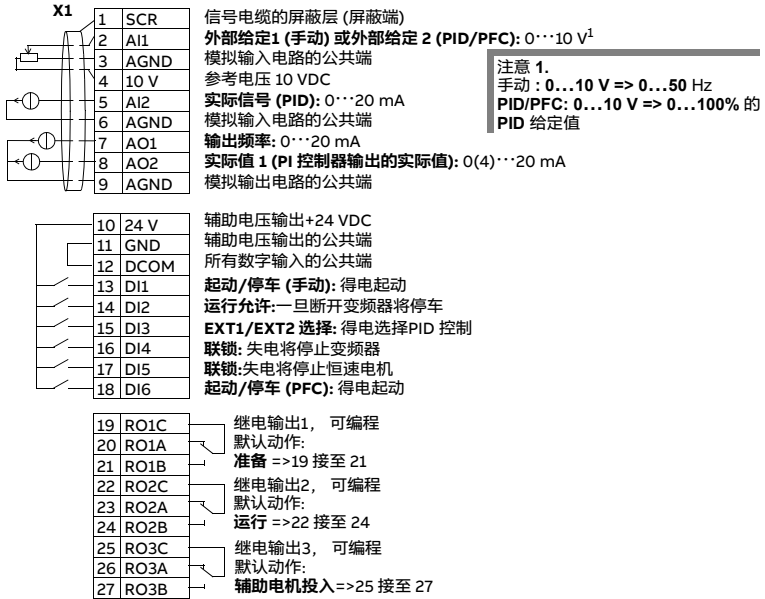 X1
1 SCR 信号电缆的屏蔽层 (屏蔽端)
2 AI1 外部给定1 (手动) 或外部给定 2 (PID/PFC): 0···10 V1
3 AGND 模拟输入电路的公共端
4 10 V 参考电压 10 VDC
5 AI2 实际信号 (PID): 0···20 mA
6 AGND 模拟输入电路的公共端
7 AO1 输出频率: 0···20 mA
8 AO2 实际值 1 (PI 控制器输出的实际值): 0(4)···20 mA
9 AGND 模拟输出电路的公共端
注意 1.
手动 : 0…10 V => 0…50 Hz
PID/PFC: 0…10 V => 0…100% 的
PID 给定值
10 24 V 辅助电压输出+24 VDC
11 GND 辅助电压输出的公共端
12 DCOM 所有数字输入的公共端
13 DI1 起动/停车 (手动): 得电起动
14 DI2 运行允许:一旦断开变频器将停车
15 DI3 EXT1/EXT2 选择: 得电选择PID 控制
16 DI4 联锁: 失电将停止变频器
17 DI5 联锁:失电将停止恒速电机
18 DI6 起动/停车 (PFC): 得电起动
19 RO1C 继电输出1, 可编程
20 RO1A 默认动作:
21 RO1B 准备 =>19 接至 21
22 RO2C 继电输出2, 可编程
23 RO2A 默认动作:
24 RO2B 运行 =>22 接至 24
25 RO3C 继电输出3, 可编程
26 RO3A 默认动作:
27 RO3B 辅助电机投入=>25 接至 27